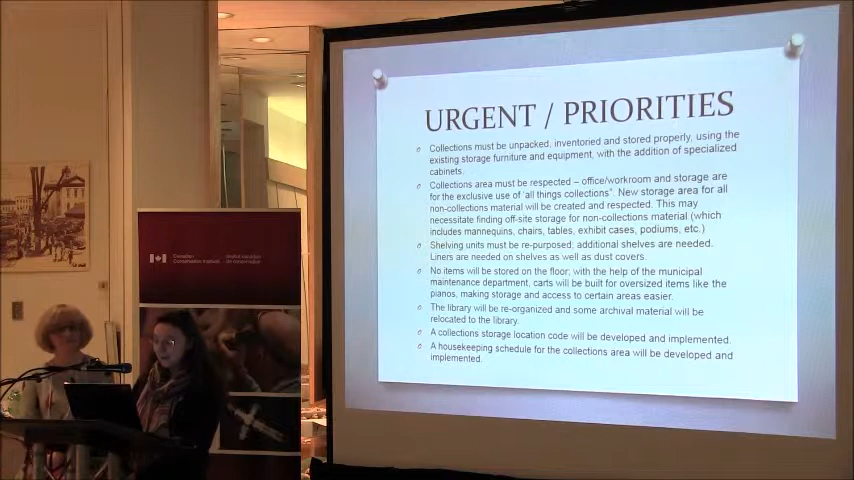 URGENT / PRIORITIES
Collections must be unpacked, inventoried and stored properly, using the
existing storage furniture and equipment, with the addition of specialized
cabinets.
Collections area must be respected – office/workroom and storage are
for the exclusive use of "all things collections". New storage area for all
non-collections material will be created and respected. This may
necessitate finding off-site storage for non-collections material (which
includes mannequins, chairs, tables, exhibit cases, podiums, etc.)
Shelving units must be re-purposed, additional shelves are needed.
Liners are needed on shelves as well as dust covers.
No items will be stored on the floor; with the help of the municipal
maintenance department, carts will be built for oversized items like the
pianos, making storage and access to certain areas easier.
The library will be re-organized and some archival material will be
relocated to the library.
A collections storage location code will be developed and implemented.
A housekeeping schedule for the collections area will be developed and
implemented.
Canadian
Conservation Institute
Institut canadien
de conservation